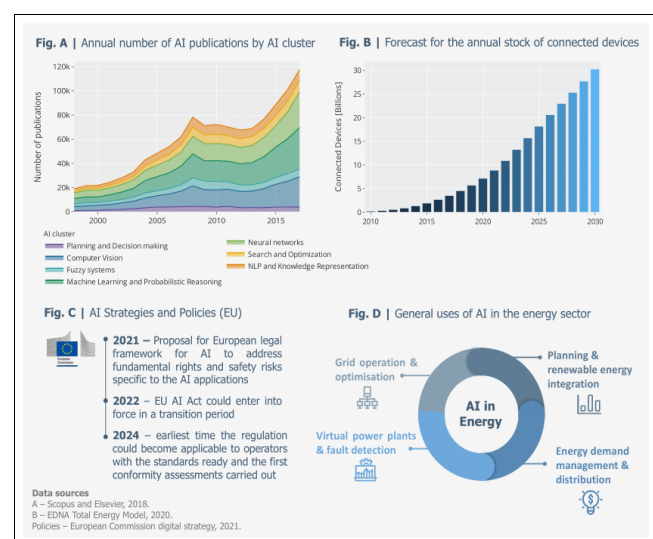 Fig. A | Annual number of AI publications by AI cluster
120k
100k
80k
60k
40k
20k
0
Number of publications
2000
2005
2010
2015
AI cluster
Planning and Decision making
Computer Vision
Fuzzy systems
Machine Learning and Probabilistic Reasoning
Neural networks
Search and Optimization
NLP and Knowledge Representation
Fig. B | Forecast for the annual stock of connected devices
30
25
20
15
10
5
0
Connected Devices [Billions]
2010
2015
2020
2025
2030
Fig. C | AI Strategies and Policies (EU)
European
Commission
2021 – Proposal for European legal
framework for AI to address
fundamental rights and safety risks
specific to the AI applications
2022 – EU AI Act could enter into
force in a transition period
2024 – earliest time the regulation
could become applicable to operators
with the standards ready and the first
conformity assessments carried out
Fig. D | General uses of AI in the energy sector
Grid operation &
optimisation
Planning &
renewable energy
integration
AI in
Energy
Virtual power plants
& fault detection
Energy demand
management &
distribution
$
Data sources
A – Scopus and Elsevier, 2018.
B – EDNA Total Energy Model, 2020.
Policies – European Commission digital strategy, 2021.